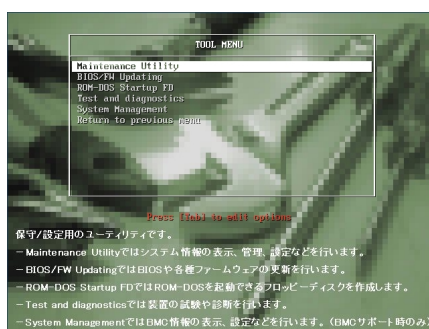 TOOL MENU
Maintenance Utility
BIOS/FW Updating
ROM-DOS Startup FD
Test and diagnostics
System Management
Return to previous menu
Press [Tab] to edit options
保守/設定用のユーティリティです。
－Maintenance Utilityではシステム情報の表示、管理、設定などを行います。
－BIOS/FW UpdatingではBIOSや各種ファームウェアの更新を行います。
－ROM-DOS Startup FDではROM-DOSを起動できるフロッピーディスクを作成します。
－Test and diagnosticsでは装置の試験や診断を行います。
－System ManagementではBMC情報の表示、設定などを行います。(BMCサポート時のみ)